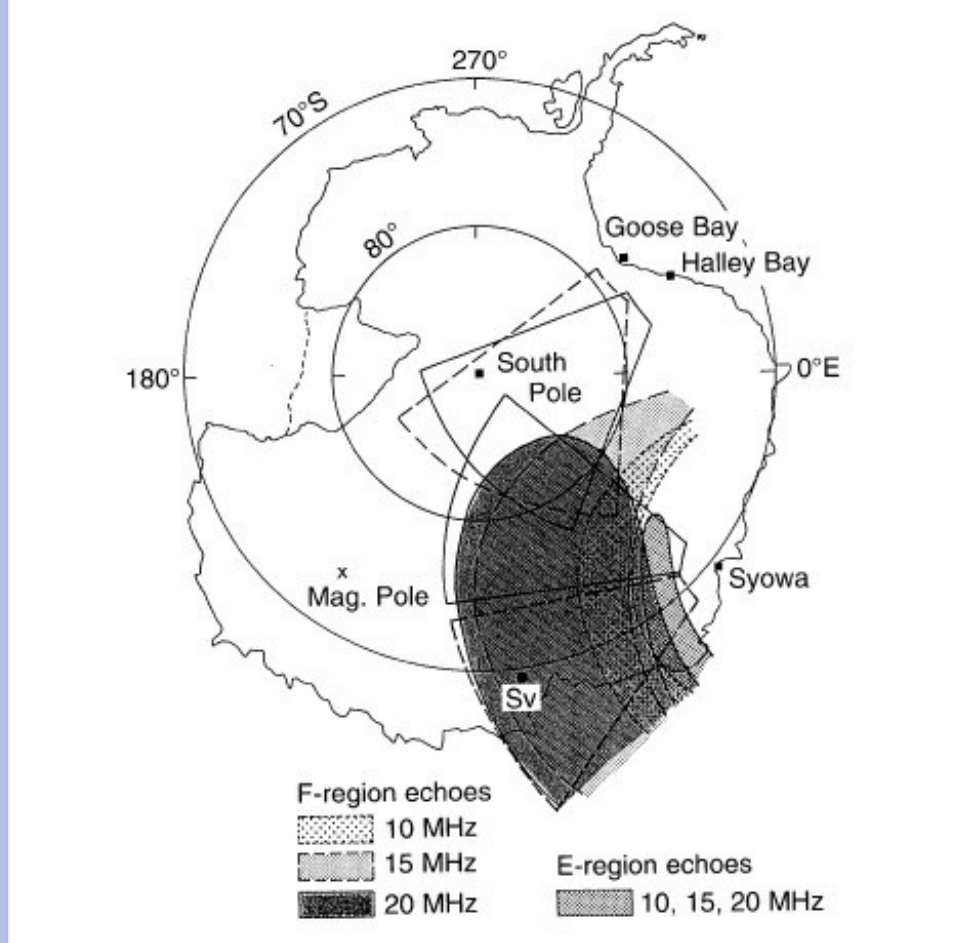 270°
70°S
80°
Goose Bay
Halley Bay
180°
South
Pole
0°E
x
Mag. Pole
Syowa
Sv
F-region echoes
10 MHz
15 MHz
20 MHz
E-region echoes
10, 15, 20 MHz